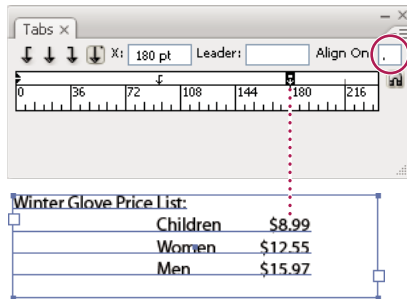 Tabs ×
X: 180 pt Leader: Align On: .
0 36 72 108 144 180 216
Winter Glove Price List:
Children $8.99
Women $12.55
Men $15.97